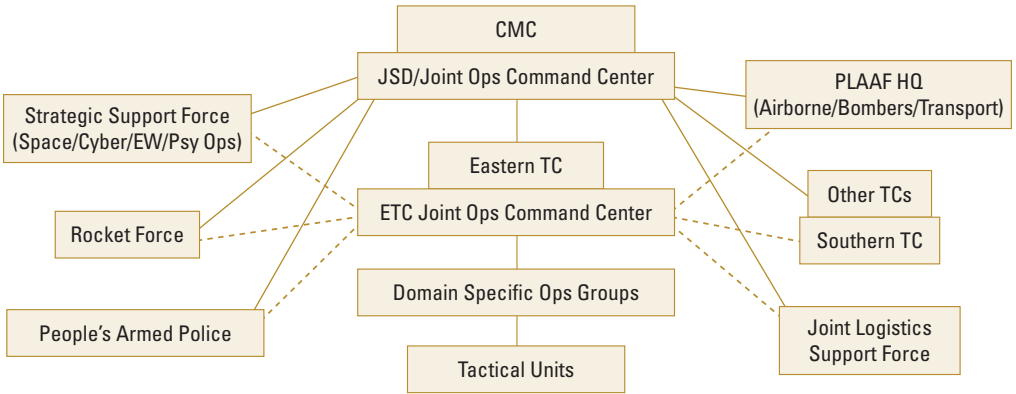 CMC
JSD/Joint Ops Command Center
Strategic Support Force
(Space/Cyber/EW/Psy Ops)
PLAAF HQ
(Airborne/Bombers/Transport)
Eastern TC
ETC Joint Ops Command Center
Other TCs
Southern TC
Rocket Force
Domain Specific Ops Groups
People's Armed Police
Joint Logistics
Support Force
Tactical Units